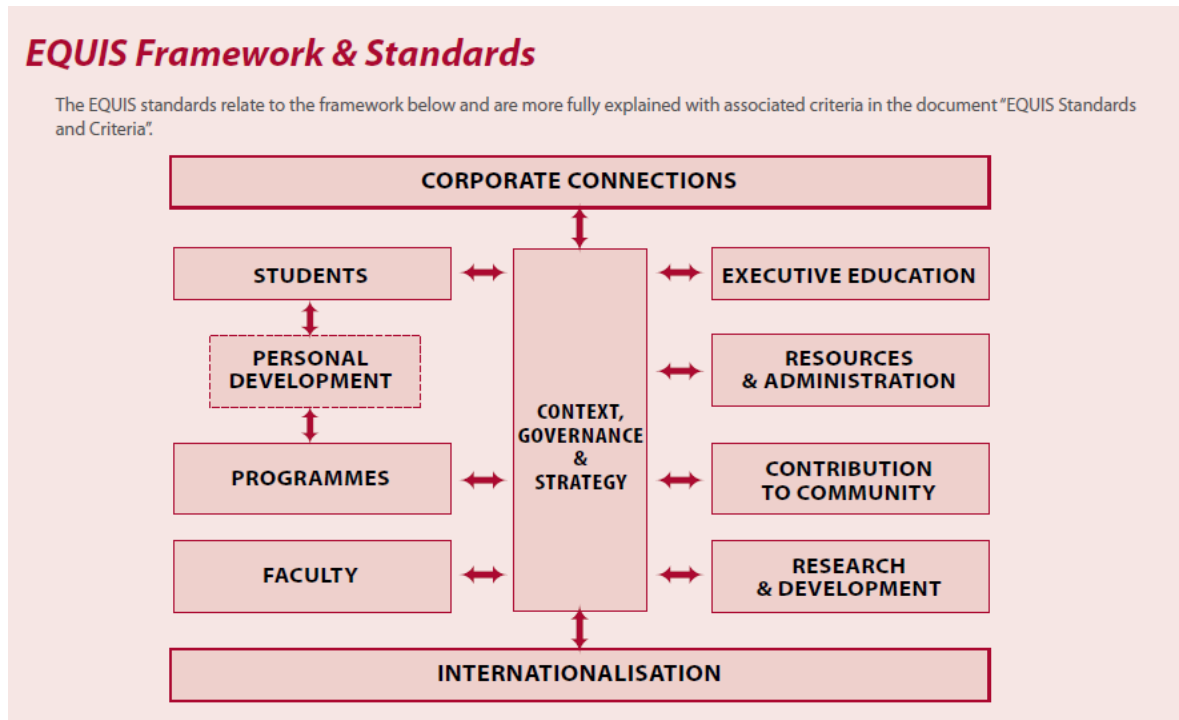 EQUIS Framework & Standards
The EQUIS standards relate to the framework below and are more fully explained with associated criteria in the document “EQUIS Standards
and Criteria”.
CORPORATE CONNECTIONS
STUDENTS
EXECUTIVE EDUCATION
PERSONAL
DEVELOPMENT
RESOURCES
& ADMINISTRATION
CONTEXT,
GOVERNANCE
&
STRATEGY
PROGRAMMES
CONTRIBUTION
TO COMMUNITY
FACULTY
RESEARCH
& DEVELOPMENT
INTERNATIONALISATION